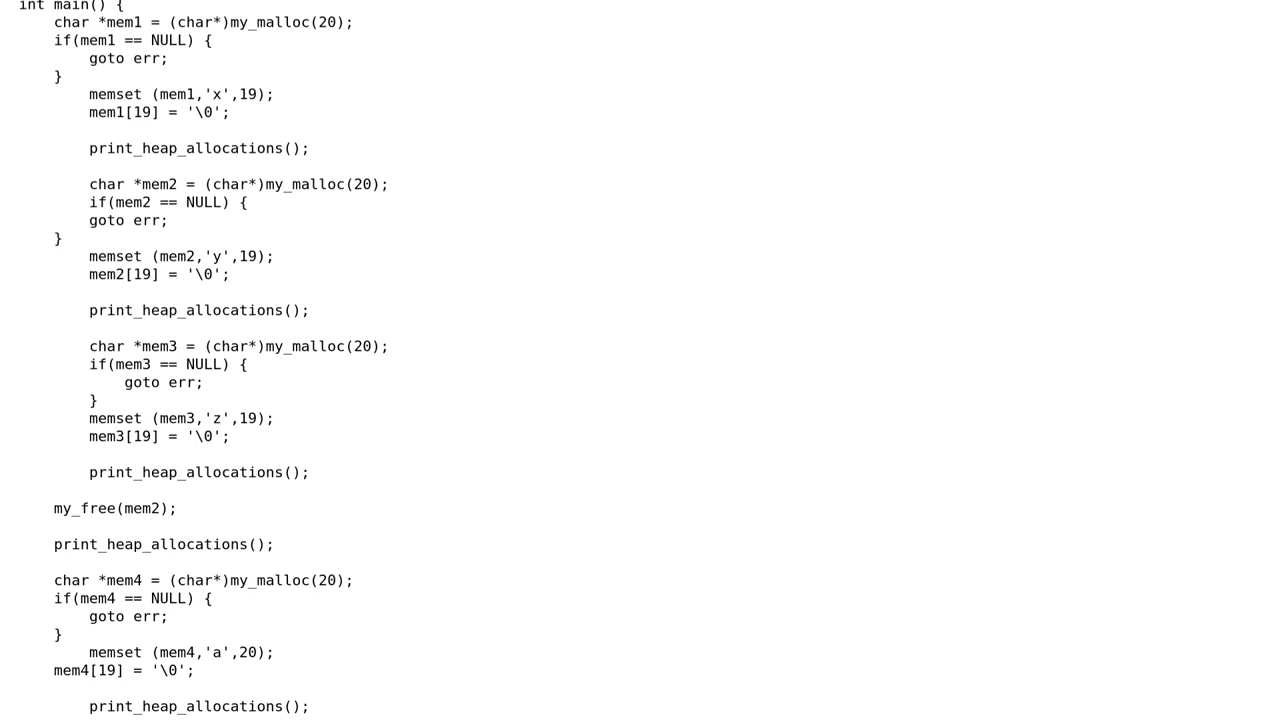 int main() {
    char *mem1 = (char*)my_malloc(20);
    if(mem1 == NULL) {
        goto err;
    }
        memset (mem1,'x',19);
        mem1[19] = '\0';

        print_heap_allocations();

        char *mem2 = (char*)my_malloc(20);
        if(mem2 == NULL) {
        goto err;
    }
        memset (mem2,'y',19);
        mem2[19] = '\0';

        print_heap_allocations();

        char *mem3 = (char*)my_malloc(20);
        if(mem3 == NULL) {
            goto err;
        }
        memset (mem3,'z',19);
        mem3[19] = '\0';

        print_heap_allocations();

    my_free(mem2);

    print_heap_allocations();

    char *mem4 = (char*)my_malloc(20);
    if(mem4 == NULL) {
        goto err;
    }
        memset (mem4,'a',20);
    mem4[19] = '\0';

        print_heap_allocations();